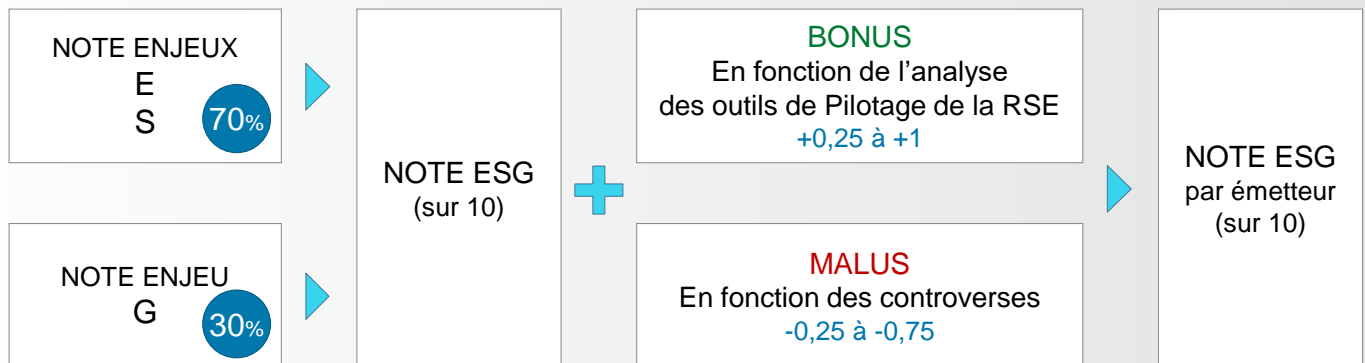 NOTE ENJEUX
E
S
70%
NOTE ENJEU
G
30%
NOTE ESG
(sur 10)
BONUS
En fonction de l’analyse
des outils de Pilotage de la RSE
+0,25 à +1
MALUS
En fonction des controverses
-0,25 à -0,75
NOTE ESG
par émetteur
(sur 10)